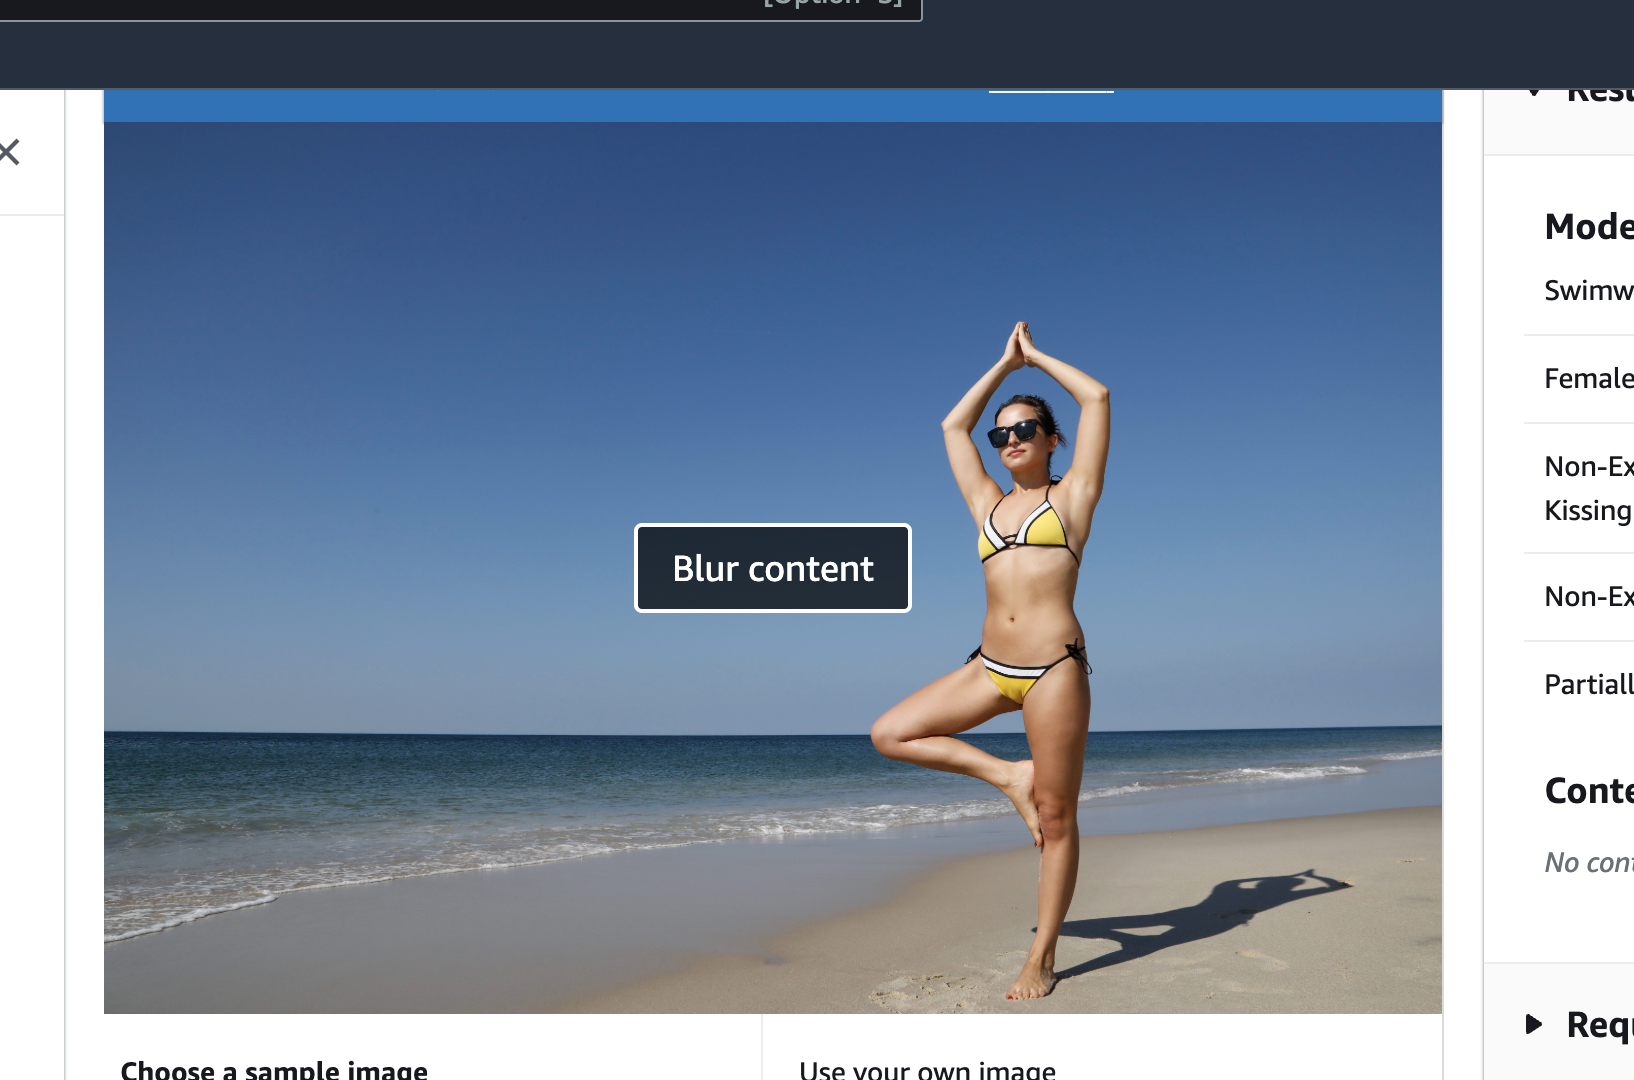 [Option+S]
Blur content
Choose a sample image
Use your own image
Swimw
Female
Non-Ex
Kissing
Non-Ex
Partiall
Conte
No cont
Requ
Mode
Rest